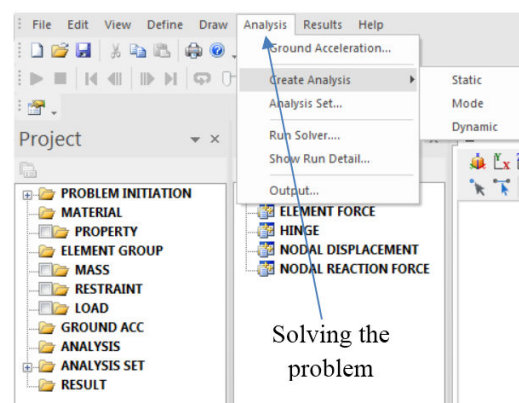 File Edit View Define Draw Analysis Results Help
Ground Acceleration...
Create Analysis
Analysis Set...
Run Solver....
Show Run Detail...
Output...
Static
Mode
Dynamic
Project
PROBLEM INITIATION
MATERIAL
PROPERTY
ELEMENT GROUP
MASS
RESTRAINT
LOAD
GROUND ACC
ANALYSIS
ANALYSIS SET
RESULT
ELEMENT FORCE
HINGE
NODAL DISPLACEMENT
NODAL REACTION FORCE
Solving the
problem